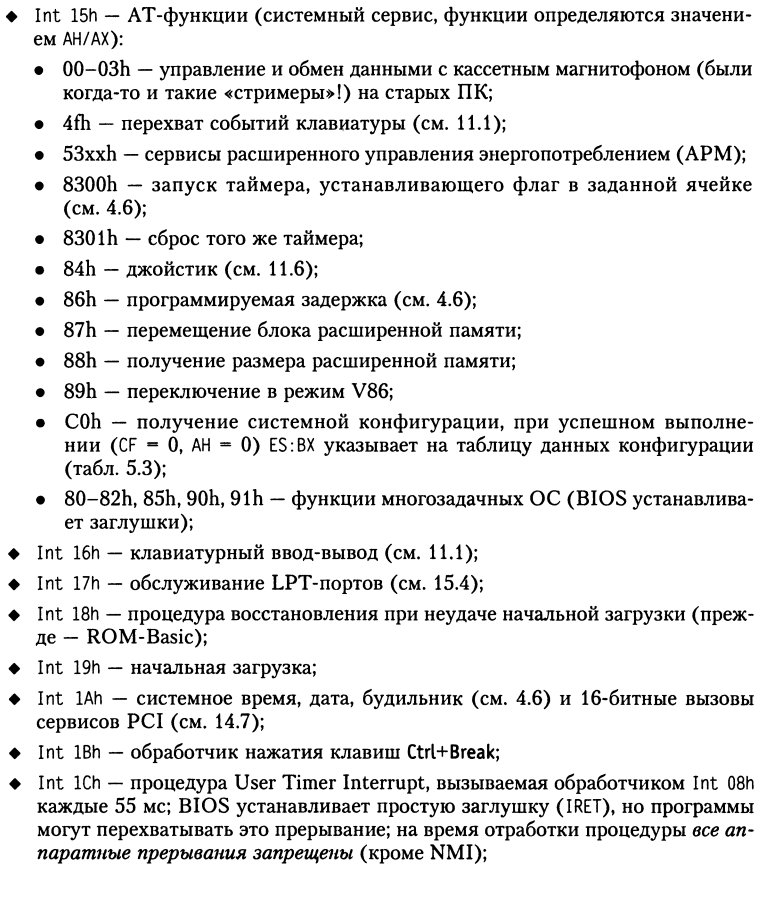 ◆ Int 15h — АТ-функции (системный сервис, функции определяются значени-
ем AH/AX):
● 00–03h — управление и обмен данными с кассетным магнитофоном (были
когда-то и такие «стримеры»!) на старых ПК;
● 4fh — перехват событий клавиатуры (см. 11.1);
● 53xxh — сервисы расширенного управления энергопотреблением (APM);
● 8300h — запуск таймера, устанавливающего флаг в заданной ячейке
(см. 4.6);
● 8301h — сброс того же таймера;
● 84h — джойстик (см. 11.6);
● 86h — программируемая задержка (см. 4.6);
● 87h — перемещение блока расширенной памяти;
● 88h — получение размера расширенной памяти;
● 89h — переключение в режим V86;
● C0h — получение системной конфигурации, при успешном выполне-
нии (CF = 0, AH = 0) ES:BX указывает на таблицу данных конфигурации
(табл. 5.3);
● 80–82h, 85h, 90h, 91h — функции многозадачных ОС (BIOS устанавлива-
ет заглушки);
◆ Int 16h — клавиатурный ввод-вывод (см. 11.1);
◆ Int 17h — обслуживание LPT-портов (см. 15.4);
◆ Int 18h — процедура восстановления при неудаче начальной загрузки (преж-
де — ROM-Basic);
◆ Int 19h — начальная загрузка;
◆ Int 1Ah — системное время, дата, будильник (см. 4.6) и 16-битные вызовы
сервисов PCI (см. 14.7);
◆ Int 1Bh — обработчик нажатия клавиш Ctrl+Break;
◆ Int 1Ch — процедура User Timer Interrupt, вызываемая обработчиком Int 08h
каждые 55 мс; BIOS устанавливает простую заглушку (IRET), но программы
могут перехватывать это прерывание; на время отработки процедуры все ап-
паратные прерывания запрещены (кроме NMI);